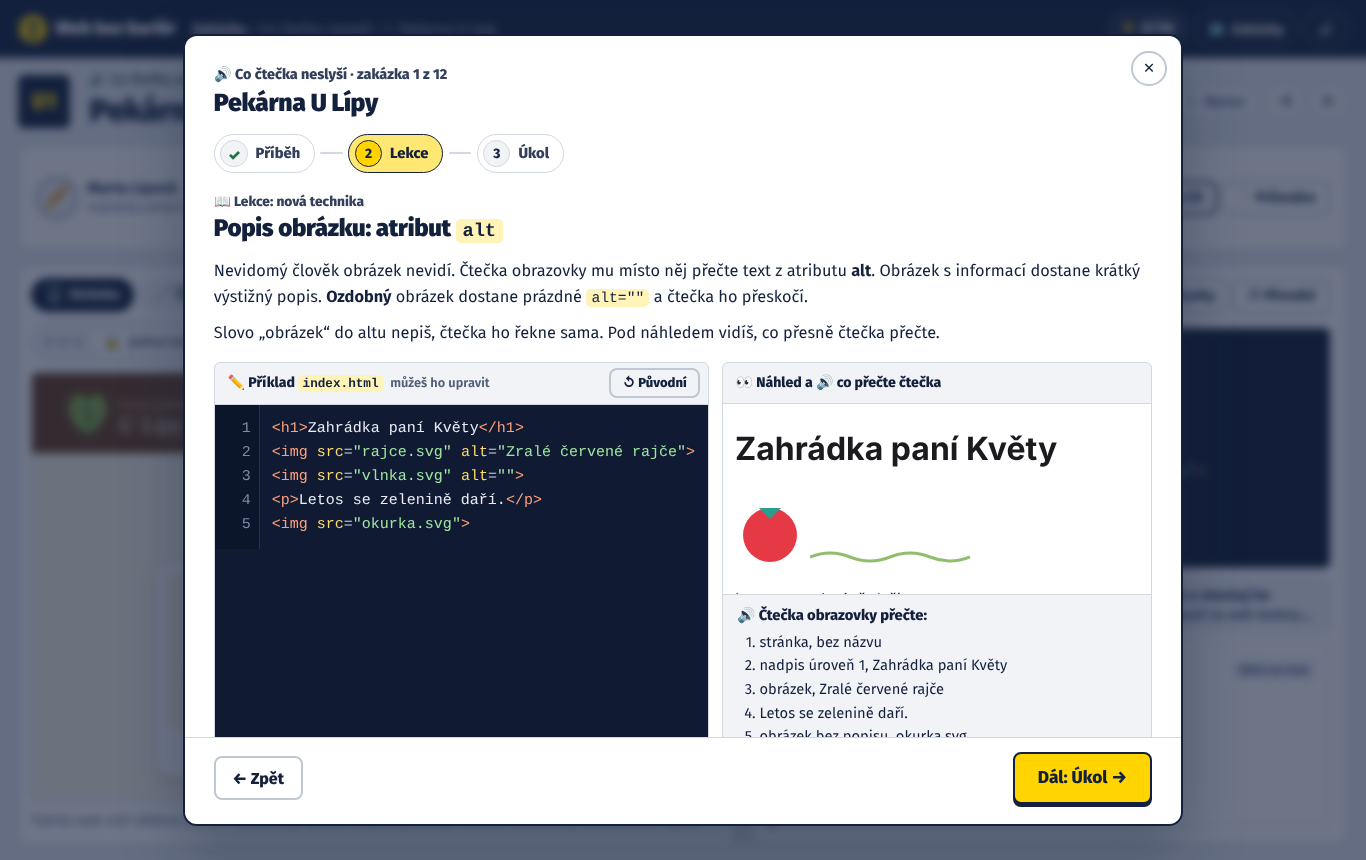 🔊 Co čtečka neslyší · zakázka 1 z 12
Pekárna U Lípy
×
✓ Příběh
2 Lekce
3 Úkol
📖 Lekce: nová technika
Popis obrázku: atribut alt
Nevidomý člověk obrázek nevidí. Čtečka obrazovky mu místo něj přečte text z atributu alt. Obrázek s informací dostane krátký
výstižný popis. Ozdobný obrázek dostane prázdné alt="" a čtečka ho přeskočí.
Slovo „obrázek“ do altu nepiš, čtečka ho řekne sama. Pod náhledem vidíš, co přesně čtečka přečte.
✏️ Příklad index.html můžeš ho upravit
↺ Původní
1 <h1>Zahrádka paní Květy</h1>
2 <img src="rajce.svg" alt="Zralé červené rajče">
3 <img src="vlnka.svg" alt="">
4 <p>Letos se zelenině daří.</p>
5 <img src="okurka.svg">
👀 Náhled a 🔊 co přečte čtečka
Zahrádka paní Květy
🔊 Čtečka obrazovky přečte:
1. stránka, bez názvu
2. nadpis úroveň 1, Zahrádka paní Květy
3. obrázek, Zralé červené rajče
4. Letos se zelenině daří.
5. obrázek bez popisu, okurka.svg
← Zpět
Dál: Úkol →